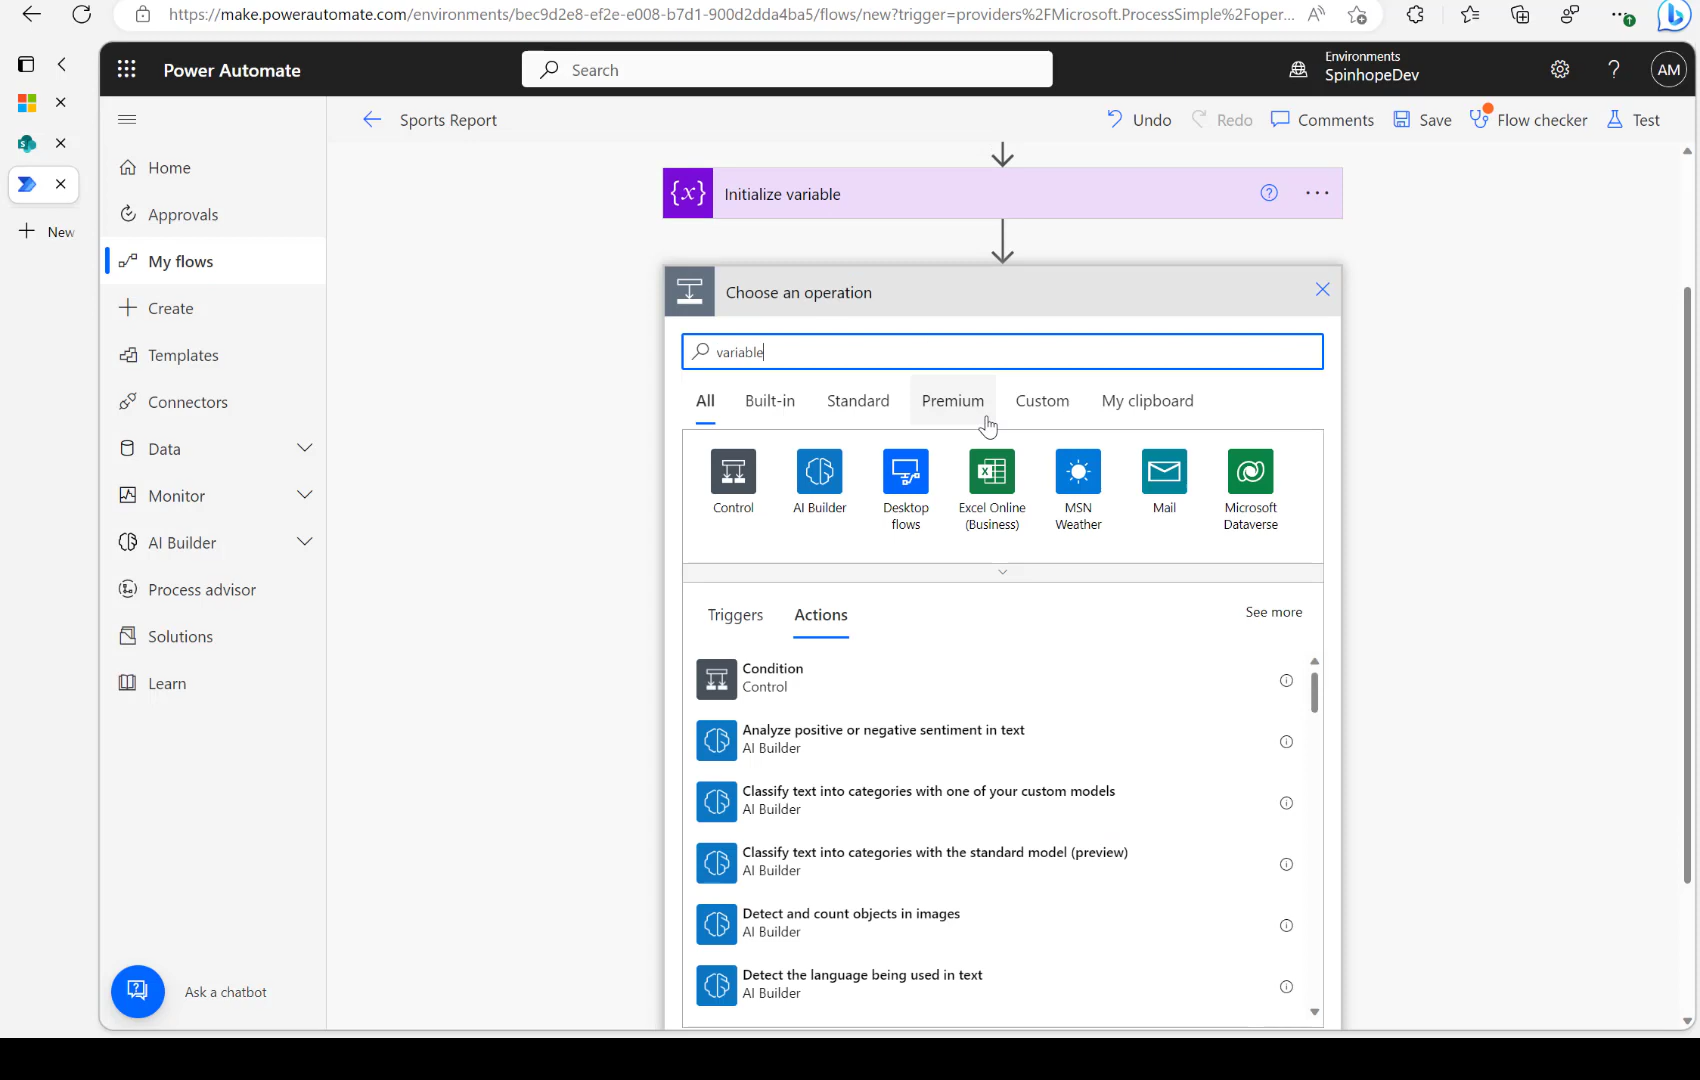 https://make.powerautomate.com/environments/bec9d2e8-ef2e-e008-b7d1-900d2dda4ba5/flows/new?trigger=providers%2FMicrosoft.ProcessSimple%2Foper...
Power Automate
Search
Environments
SpinhopeDev
?
AM
Sports Report
Undo
Redo
Comments
Save
Flow checker
Test
New
Home
Approvals
My flows
Create
Templates
Connectors
Data
Monitor
AI Builder
Process advisor
Solutions
Learn
Ask a chatbot
{x}
Initialize variable
?
...
Choose an operation
variable
All
Built-in
Standard
Premium
Custom
My clipboard
Control
AI Builder
Desktop
flows
Excel Online
(Business)
MSN
Weather
Mail
Microsoft
Dataverse
Triggers
Actions
See more
Condition
Control
Analyze positive or negative sentiment in text
AI Builder
Classify text into categories with one of your custom models
AI Builder
Classify text into categories with the standard model (preview)
AI Builder
Detect and count objects in images
AI Builder
Detect the language being used in text
AI Builder